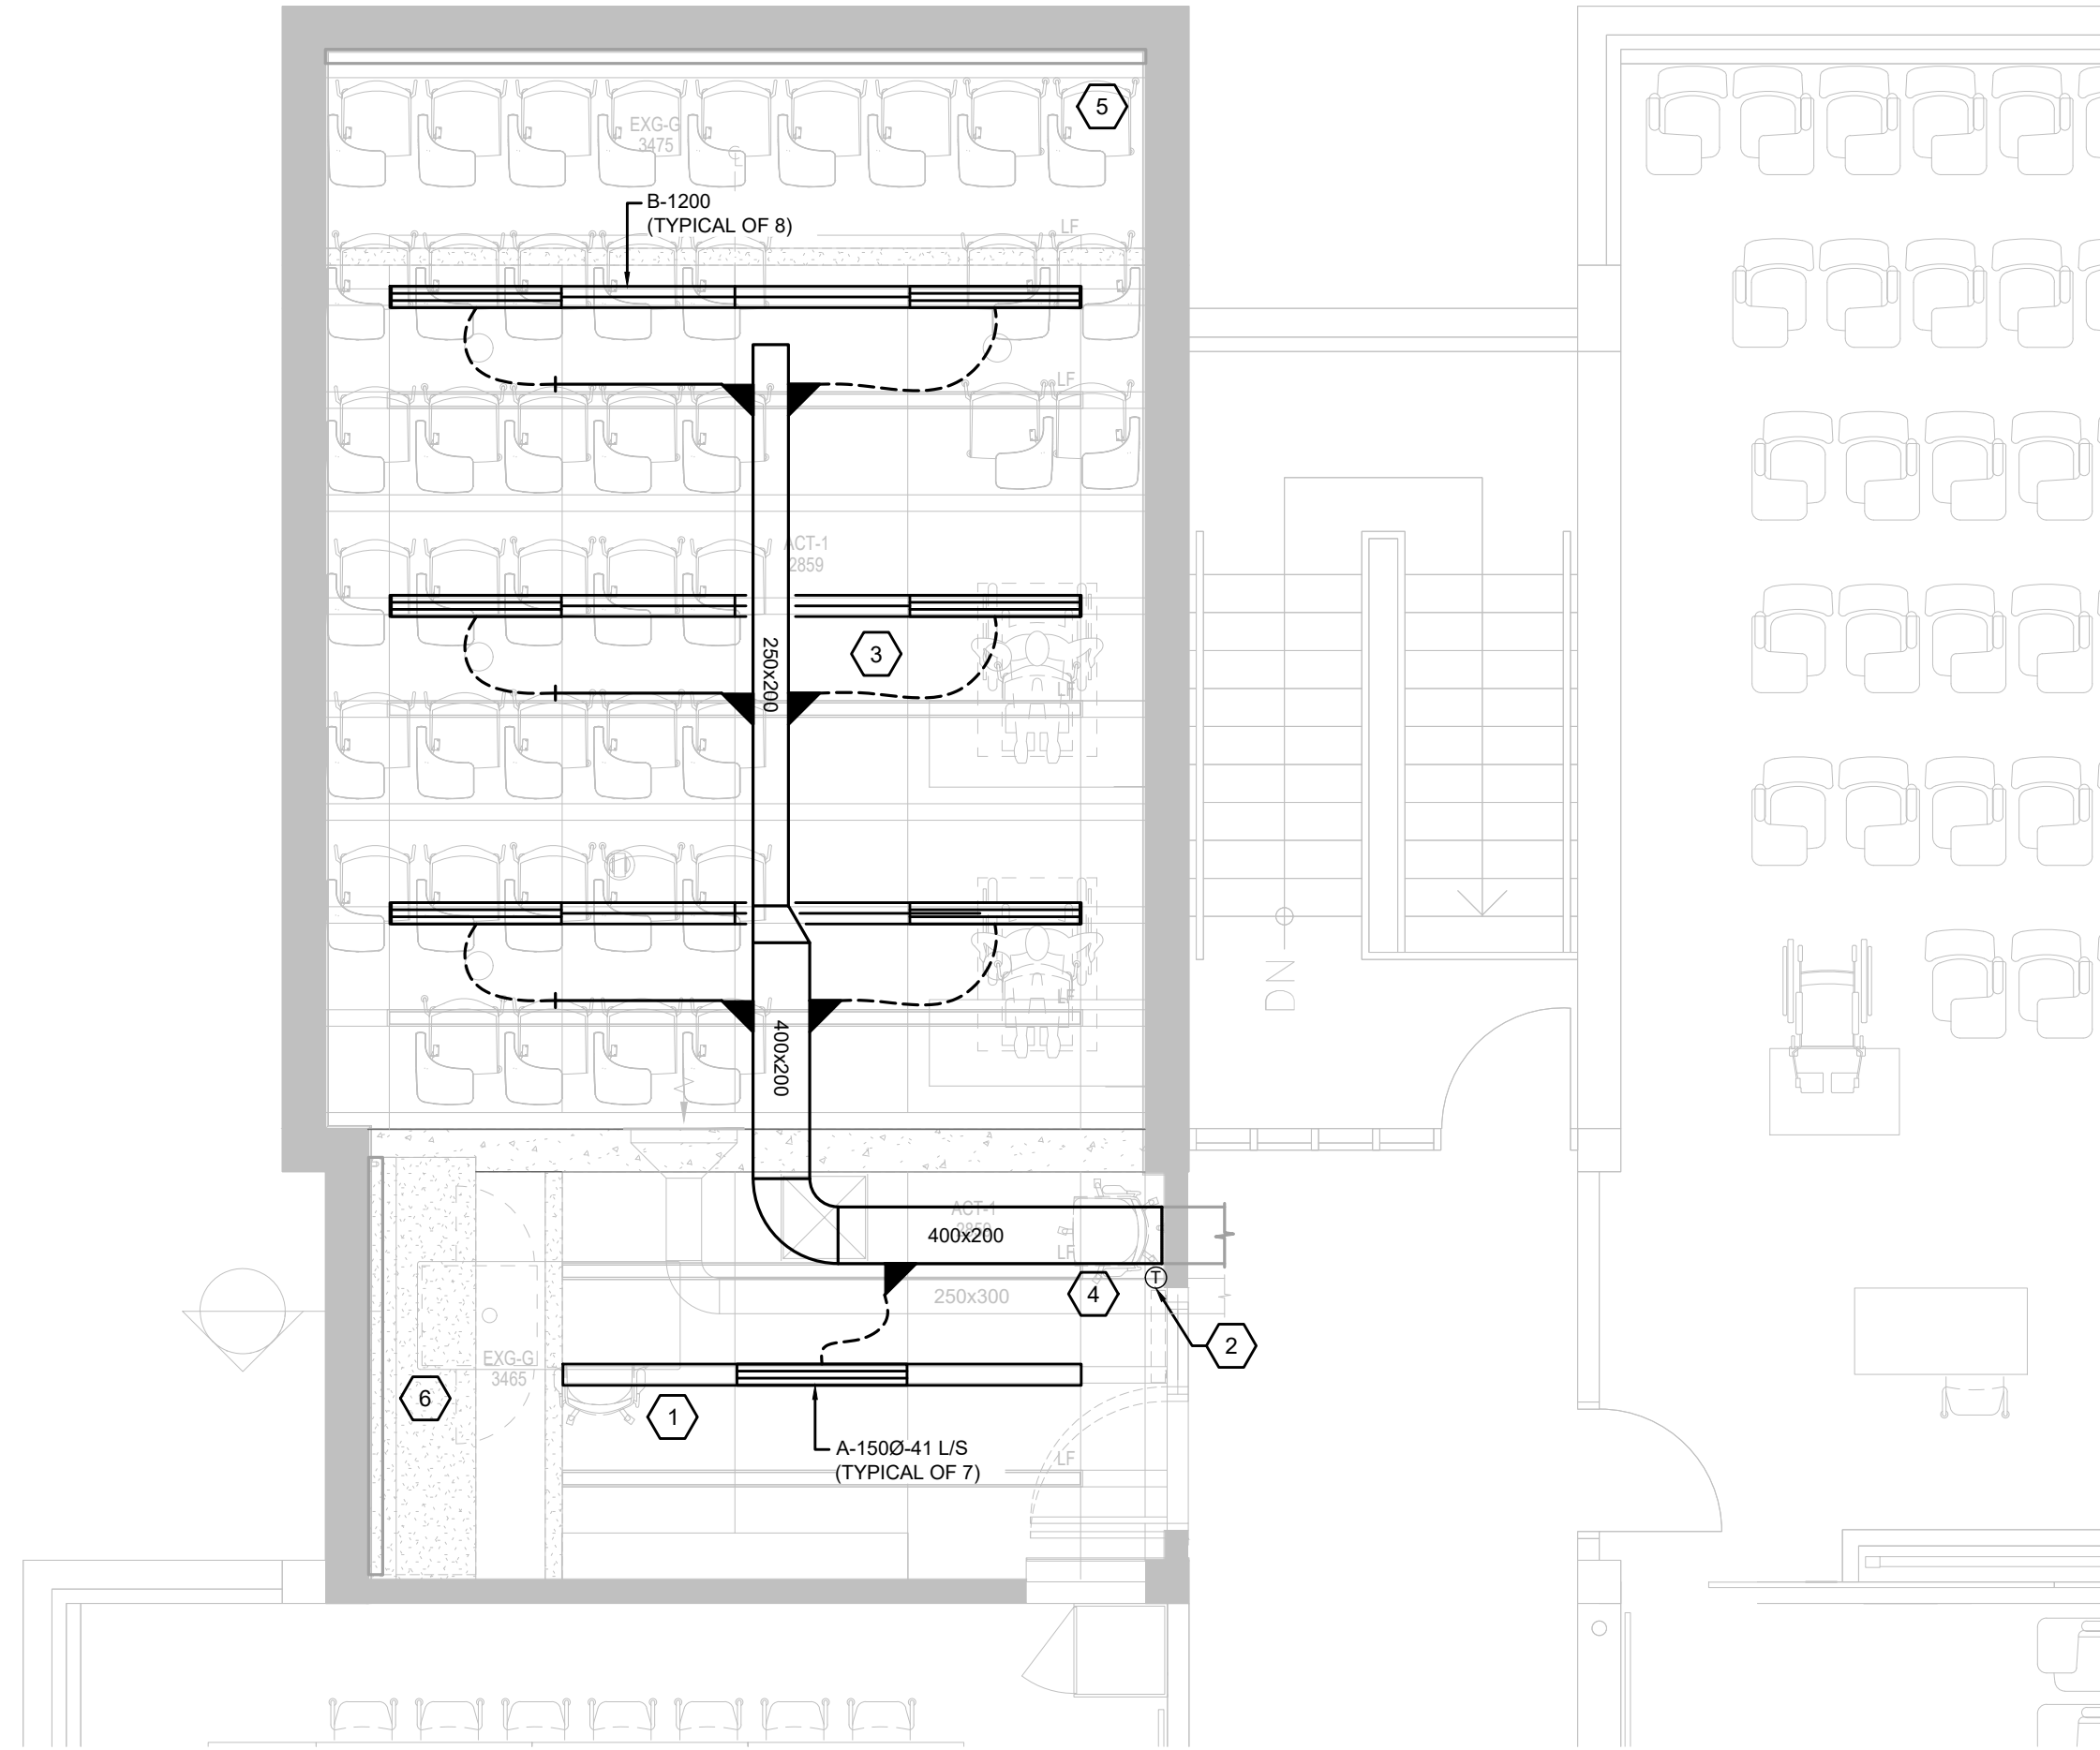 5
EXG-G
3475
B-1200
(TYPICAL OF 8)
LF
LF
ACT-1
2859
250x200
3
LF
DN
LF
400x200
ACT-1
2859
400x200
LF
T
4
250x300
2
EXG-G
3465
6
1
A-150Ø-41 L/S
(TYPICAL OF 7)
LF